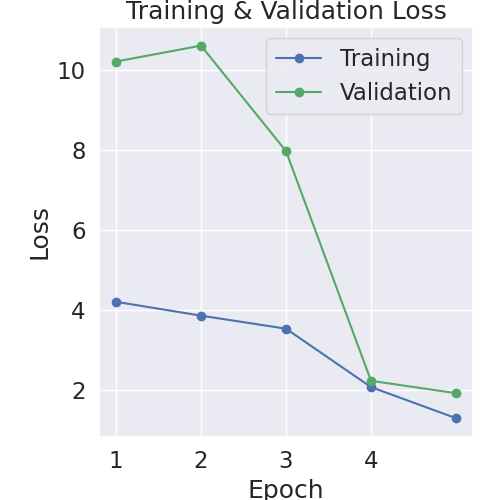 Training & Validation Loss
Training
Validation
Loss
10
8
6
4
2
1 2 3 4
Epoch